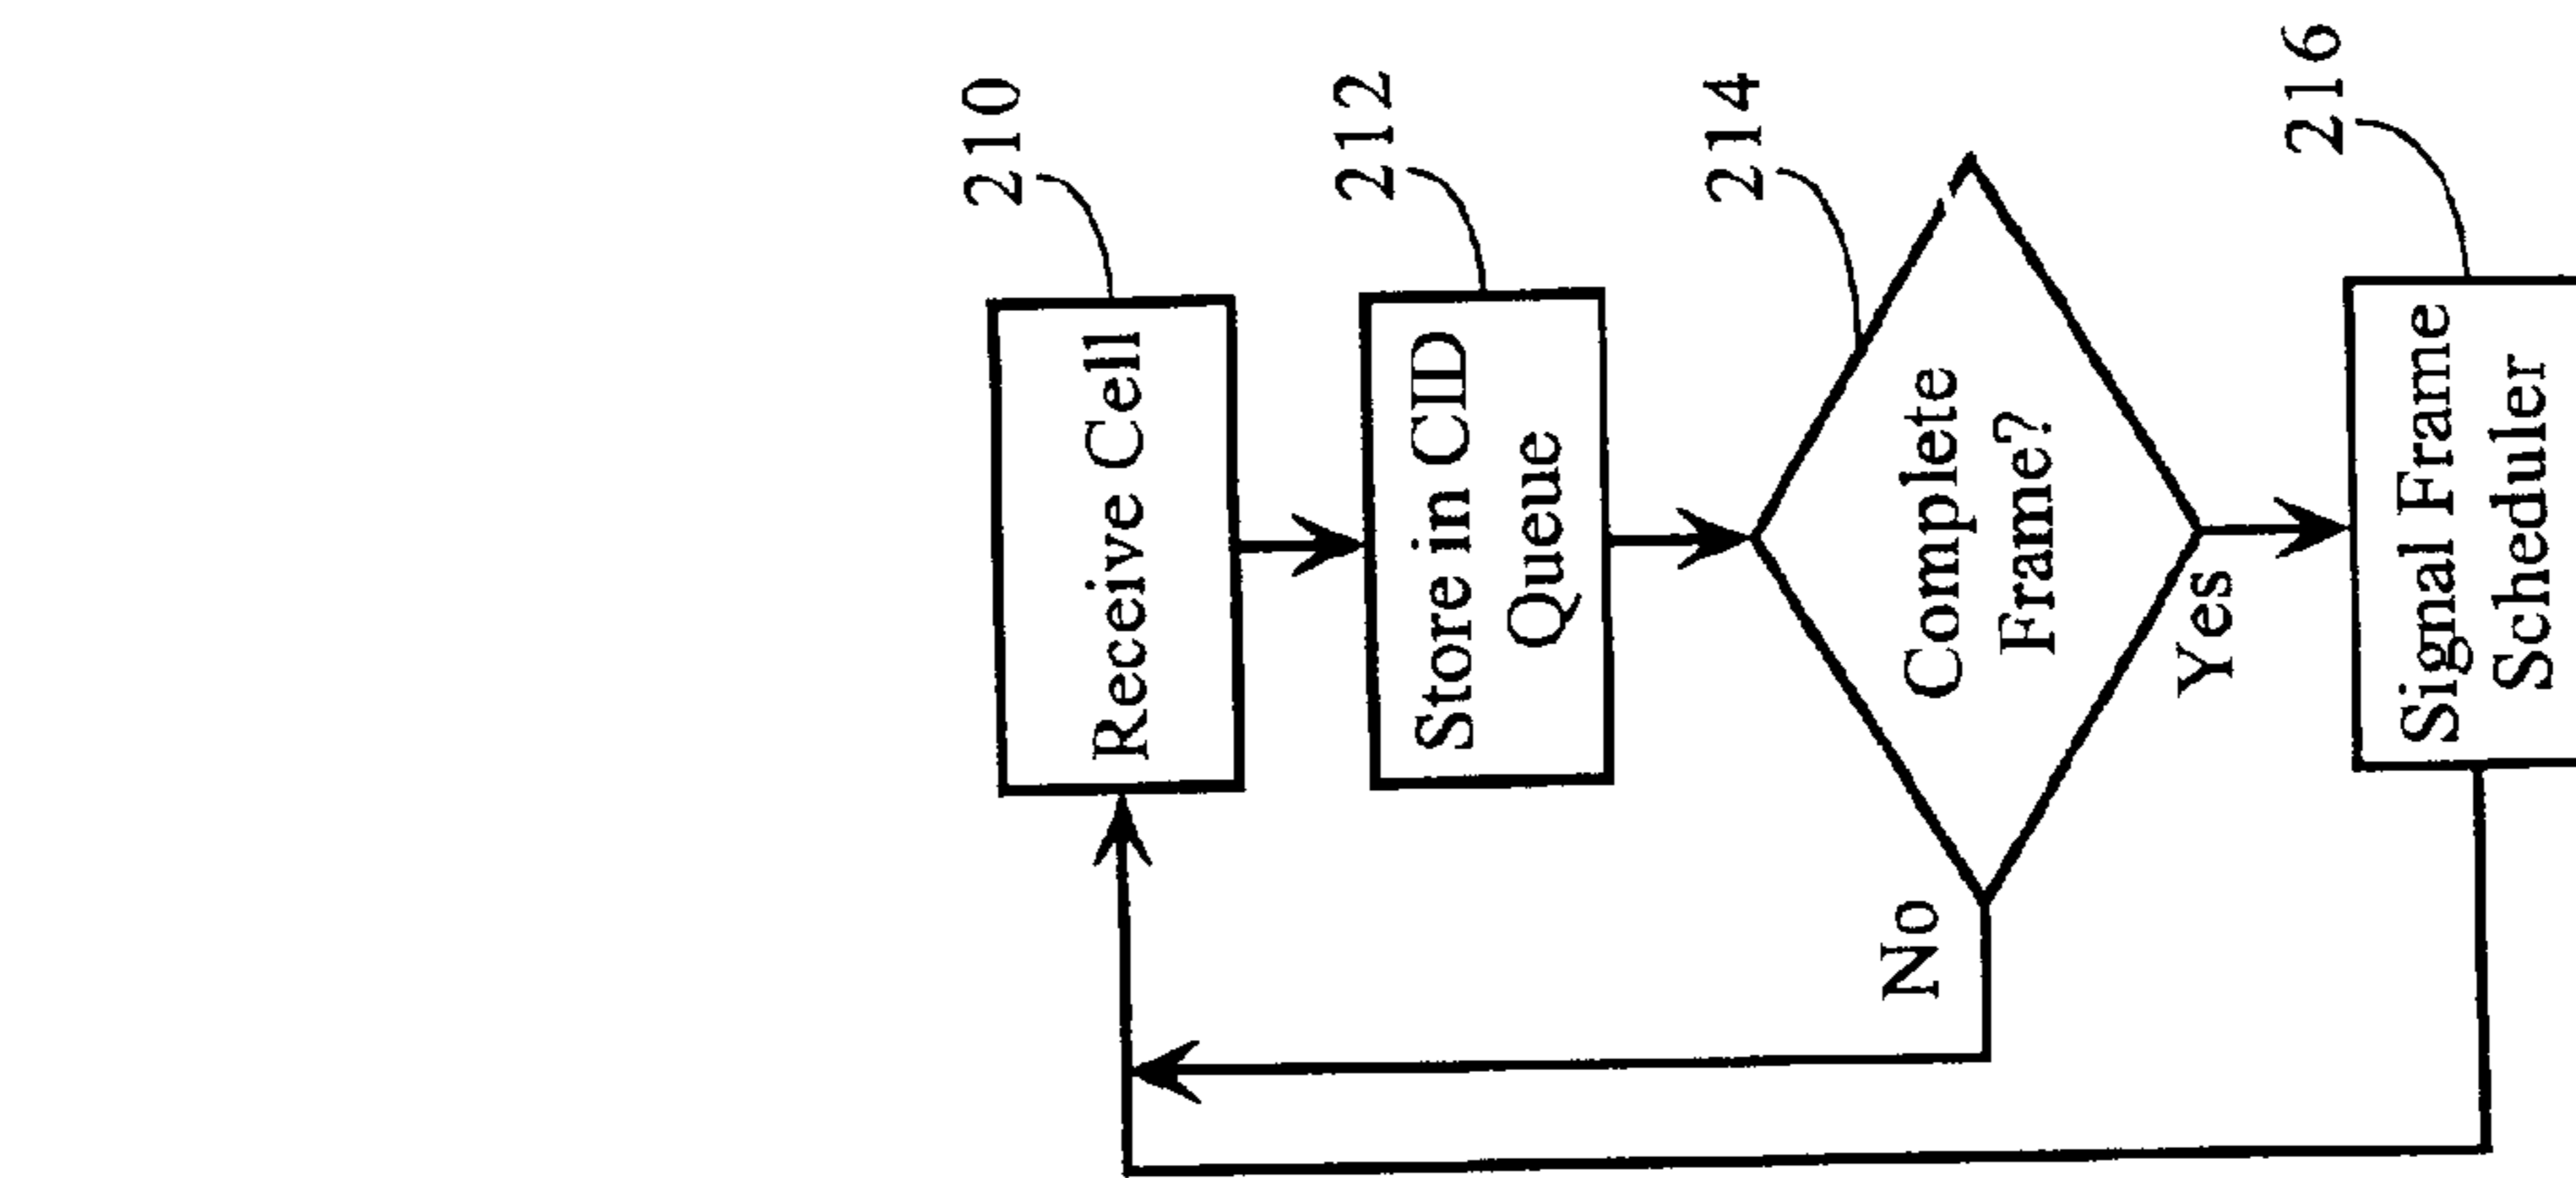 210
Receive Cell
212
Store in CID
Queue
214
Complete
Frame?
No
Yes
216
Signal Frame
Scheduler